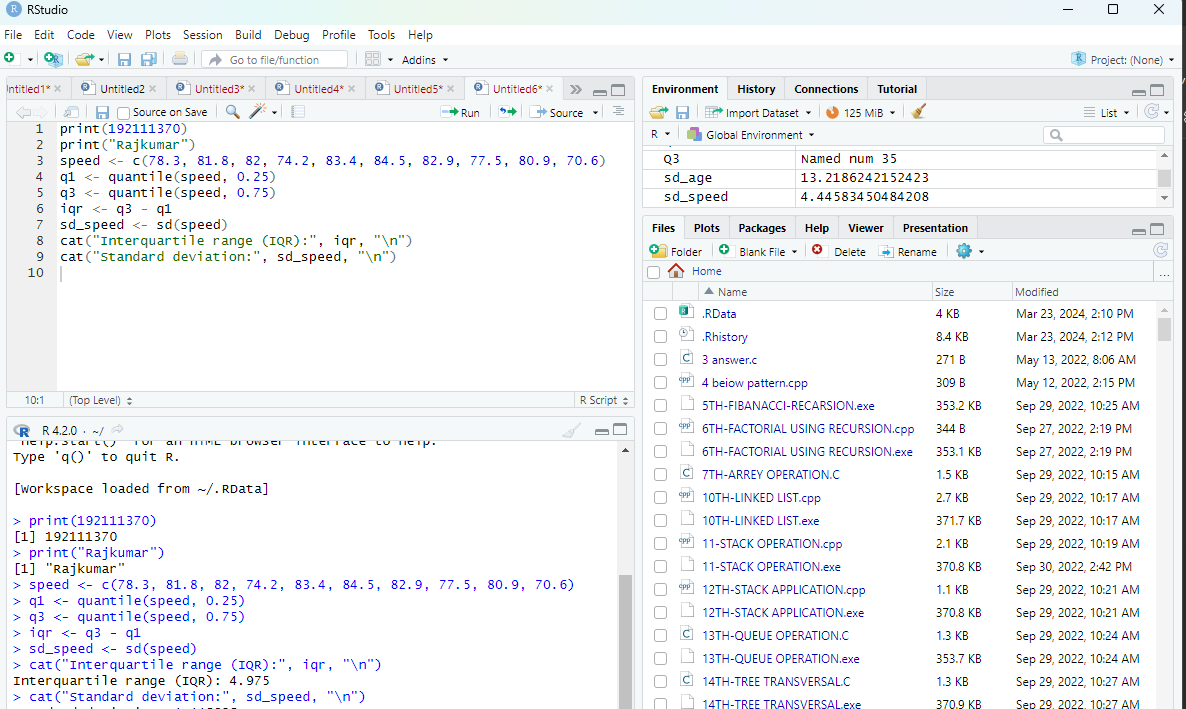 RStudio
File Edit Code View Plots Session Build Debug Profile Tools Help
Go to file/function Addins Project: (None)
ntitled1* Untitled2 Untitled3* Untitled4* Untitled5* Untitled6*
Source on Save Run Source
1 print(192111370)
2 print("Rajkumar")
3 speed <- c(78.3, 81.8, 82, 74.2, 83.4, 84.5, 82.9, 77.5, 80.9, 70.6)
4 q1 <- quantile(speed, 0.25)
5 q3 <- quantile(speed, 0.75)
6 iqr <- q3 - q1
7 sd_speed <- sd(speed)
8 cat("Interquartile range (IQR):", iqr, "\n")
9 cat("Standard deviation:", sd_speed, "\n")
10
10:1 (Top Level) R Script
R 4.2.0 · ~/
'help.start()' for an HTML browser interface to help.
Type 'q()' to quit R.
[Workspace loaded from ~/.RData]
> print(192111370)
[1] 192111370
> print("Rajkumar")
[1] "Rajkumar"
> speed <- c(78.3, 81.8, 82, 74.2, 83.4, 84.5, 82.9, 77.5, 80.9, 70.6)
> q1 <- quantile(speed, 0.25)
> q3 <- quantile(speed, 0.75)
> iqr <- q3 - q1
> sd_speed <- sd(speed)
> cat("Interquartile range (IQR):", iqr, "\n")
Interquartile range (IQR): 4.975
> cat("Standard deviation:", sd_speed, "\n")
Environment History Connections Tutorial
Import Dataset 125 MiB List
R Global Environment
Q3 Named num 35
sd_age 13.2186242152423
sd_speed 4.44583450484208
Files Plots Packages Help Viewer Presentation
Folder Blank File Delete Rename
Home ...
Name Size Modified
.RData 4 KB Mar 23, 2024, 2:10 PM
.Rhistory 8.4 KB Mar 23, 2024, 2:12 PM
3 answer.c 271 B May 13, 2022, 8:06 AM
4 beiow pattern.cpp 309 B May 12, 2022, 2:15 PM
5TH-FIBANACCI-RECARSION.exe 353.2 KB Sep 29, 2022, 10:25 AM
6TH-FACTORIAL USING RECURSION.cpp 344 B Sep 27, 2022, 2:19 PM
6TH-FACTORIAL USING RECURSION.exe 353.1 KB Sep 27, 2022, 2:19 PM
7TH-ARREY OPERATION.C 1.5 KB Sep 29, 2022, 10:15 AM
10TH-LINKED LIST.cpp 2.7 KB Sep 29, 2022, 10:17 AM
10TH-LINKED LIST.exe 371.7 KB Sep 29, 2022, 10:17 AM
11-STACK OPERATION.cpp 2.1 KB Sep 29, 2022, 10:19 AM
11-STACK OPERATION.exe 370.8 KB Sep 30, 2022, 2:42 PM
12TH-STACK APPLICATION.cpp 1.1 KB Sep 29, 2022, 10:21 AM
12TH-STACK APPLICATION.exe 370.8 KB Sep 29, 2022, 10:21 AM
13TH-QUEUE OPERATION.C 1.3 KB Sep 29, 2022, 10:24 AM
13TH-QUEUE OPERATION.exe 353.7 KB Sep 29, 2022, 10:24 AM
14TH-TREE TRANSVERSAL.C 1.3 KB Sep 29, 2022, 10:27 AM
14TH-TREE TRANSVERSAL.exe 370.9 KB Sep 29, 2022, 10:27 AM